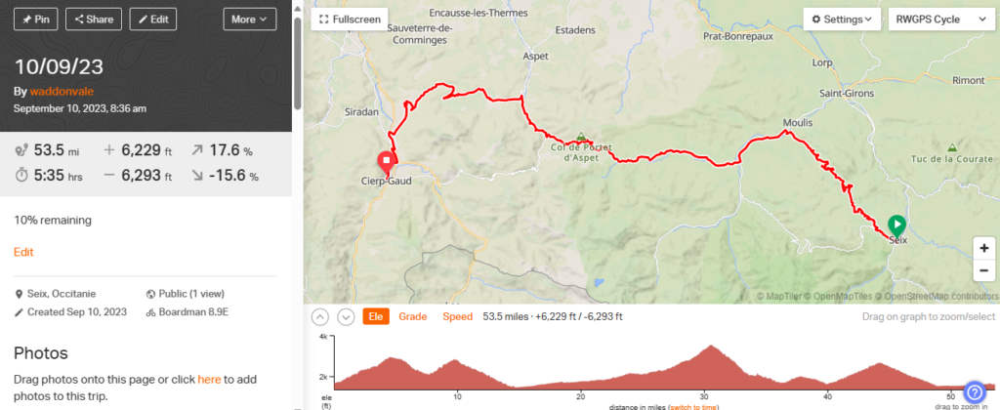 Pin
Share
Edit
More
10/09/23
By waddonvale
September 10, 2023, 8:36 am
53.5 mi
+ 6,229 ft
17.6 %
5:35 hrs
− 6,293 ft
-15.6 %
10% remaining
Edit
Seix, Occitanie
Public (1 view)
Created Sep 10, 2023
Boardman 8.9E
Photos
Drag photos onto this page or click here to add
photos to this trip.
Fullscreen
Settings
RWGPS Cycle
Encausse-les-Thermes
Sauveterre-de-
Comminges
Estadens
Prat-Bonrepaux
Aspet
Lorp
Rimont
Saint-Girons
Siradan
Moulis
Col de Portet
d'Aspet
Tuc de la Courate
Cierp-Gaud
Seix
+
−
© MapTiler © OpenMapTiles © OpenStreetMap contributors
Ele
Grade
Speed
53.5 miles · +6,229 ft / -6,293 ft
Drag on graph to zoom/select
4k
2k
ele
(ft)
10
20
30
40
50
distance in miles (switch to time)
drag to zoom in
?